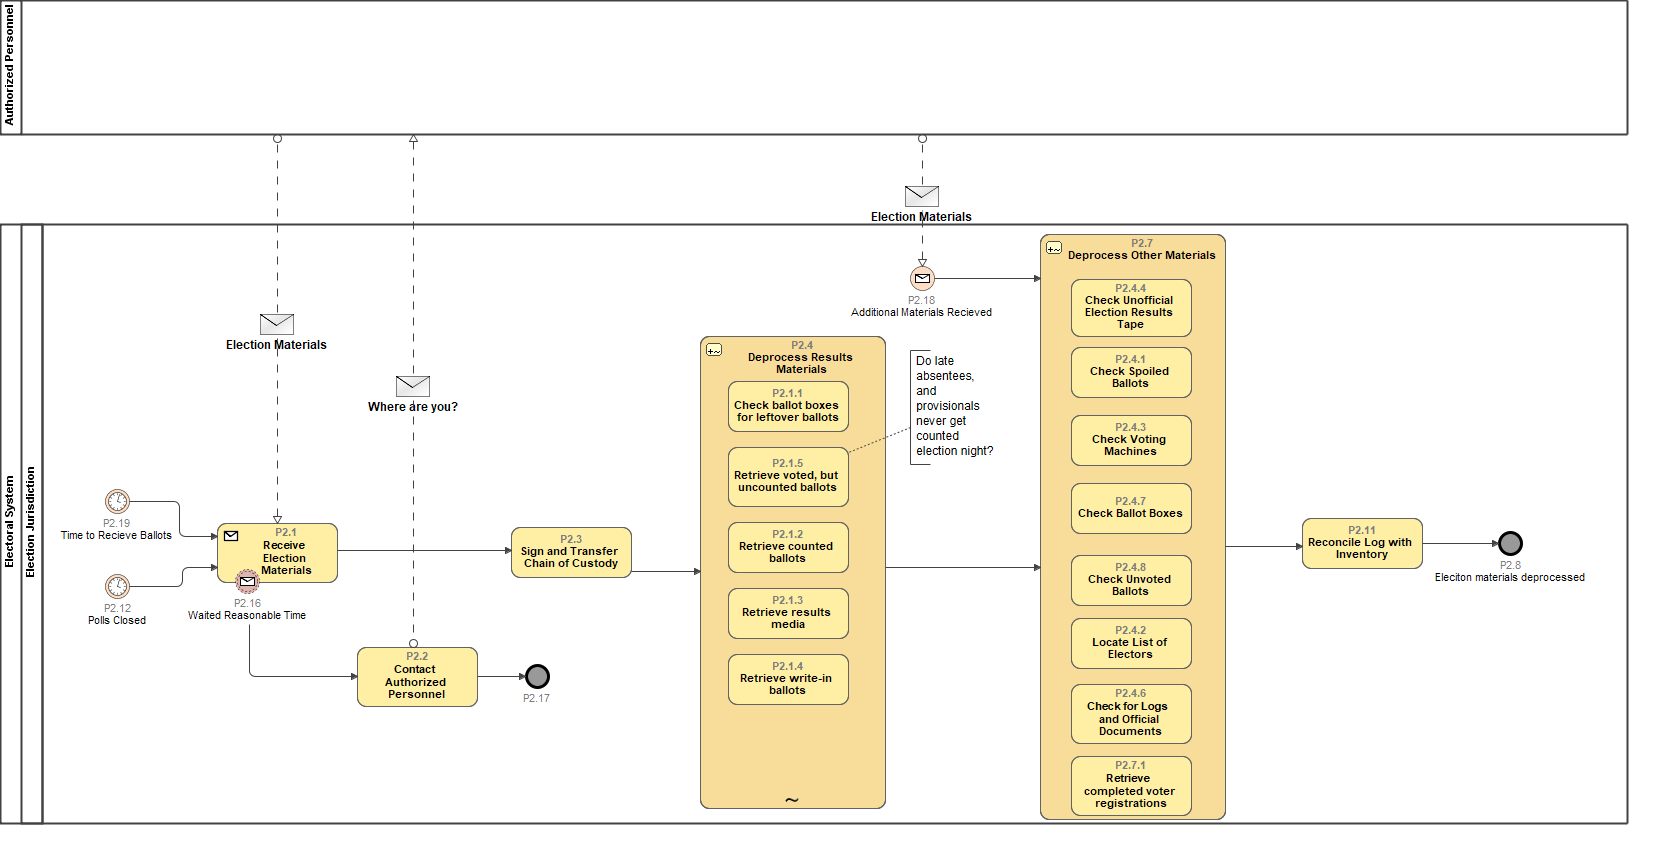 Authorized Personnel
Election Materials
Where are you?
Election Materials
Electoral System
Election Jurisdiction
P2.19
Time to Recieve Ballots
P2.12
Polls Closed
P2.1
Receive
Election
Materials
P2.16
Waited Reasonable Time
P2.2
Contact
Authorized
Personnel
P2.17
P2.3
Sign and Transfer
Chain of Custody
P2.4
Deprocess Results
Materials
P2.1.1
Check ballot boxes
for leftover ballots
P2.1.5
Retrieve voted, but
uncounted ballots
P2.1.2
Retrieve counted
ballots
P2.1.3
Retrieve results
media
P2.1.4
Retrieve write-in
ballots
~
Do late
absentees,
and
provisionals
never get
counted
election night?
P2.18
Additional Materials Recieved
P2.7
Deprocess Other Materials
P2.4.4
Check Unofficial
Election Results
Tape
P2.4.1
Check Spoiled
Ballots
P2.4.3
Check Voting
Machines
P2.4.7
Check Ballot Boxes
P2.4.8
Check Unvoted
Ballots
P2.4.2
Locate List of
Electors
P2.4.6
Check for Logs
and Official
Documents
P2.7.1
Retrieve
completed voter
registrations
P2.11
Reconcile Log with
Inventory
P2.8
Eleciton materials deprocessed